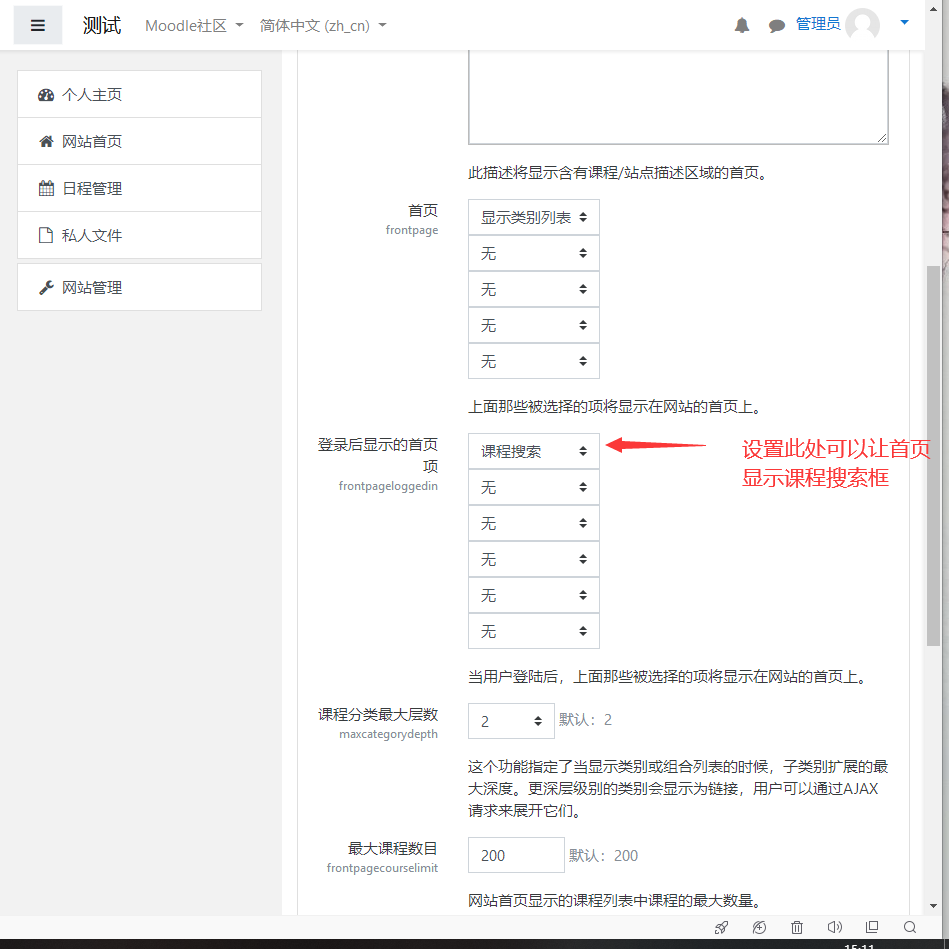 测试
Moodle社区
简体中文 (zh_cn)
管理员
个人主页
网站首页
日程管理
私人文件
网站管理
此描述将显示含有课程/站点描述区域的首页。
首页
frontpage
显示类别列表
无
无
无
无
上面那些被选择的项将显示在网站的首页上。
登录后显示的首页
项
frontpageloggedin
课程搜索
无
无
无
无
无
设置此处可以让首页
显示课程搜索框
当用户登陆后，上面那些被选择的项将显示在网站的首页上。
课程分类最大层数
maxcategorydepth
2 默认：2
这个功能指定了当显示类别或组合列表的时候，子类别扩展的最
大深度。更深层级别的类别会显示为链接，用户可以通过AJAX
请求来展开它们。
最大课程数目
frontpagecourselimit
200 默认：200
网站首页显示的课程列表中课程的最大数量。
15:11